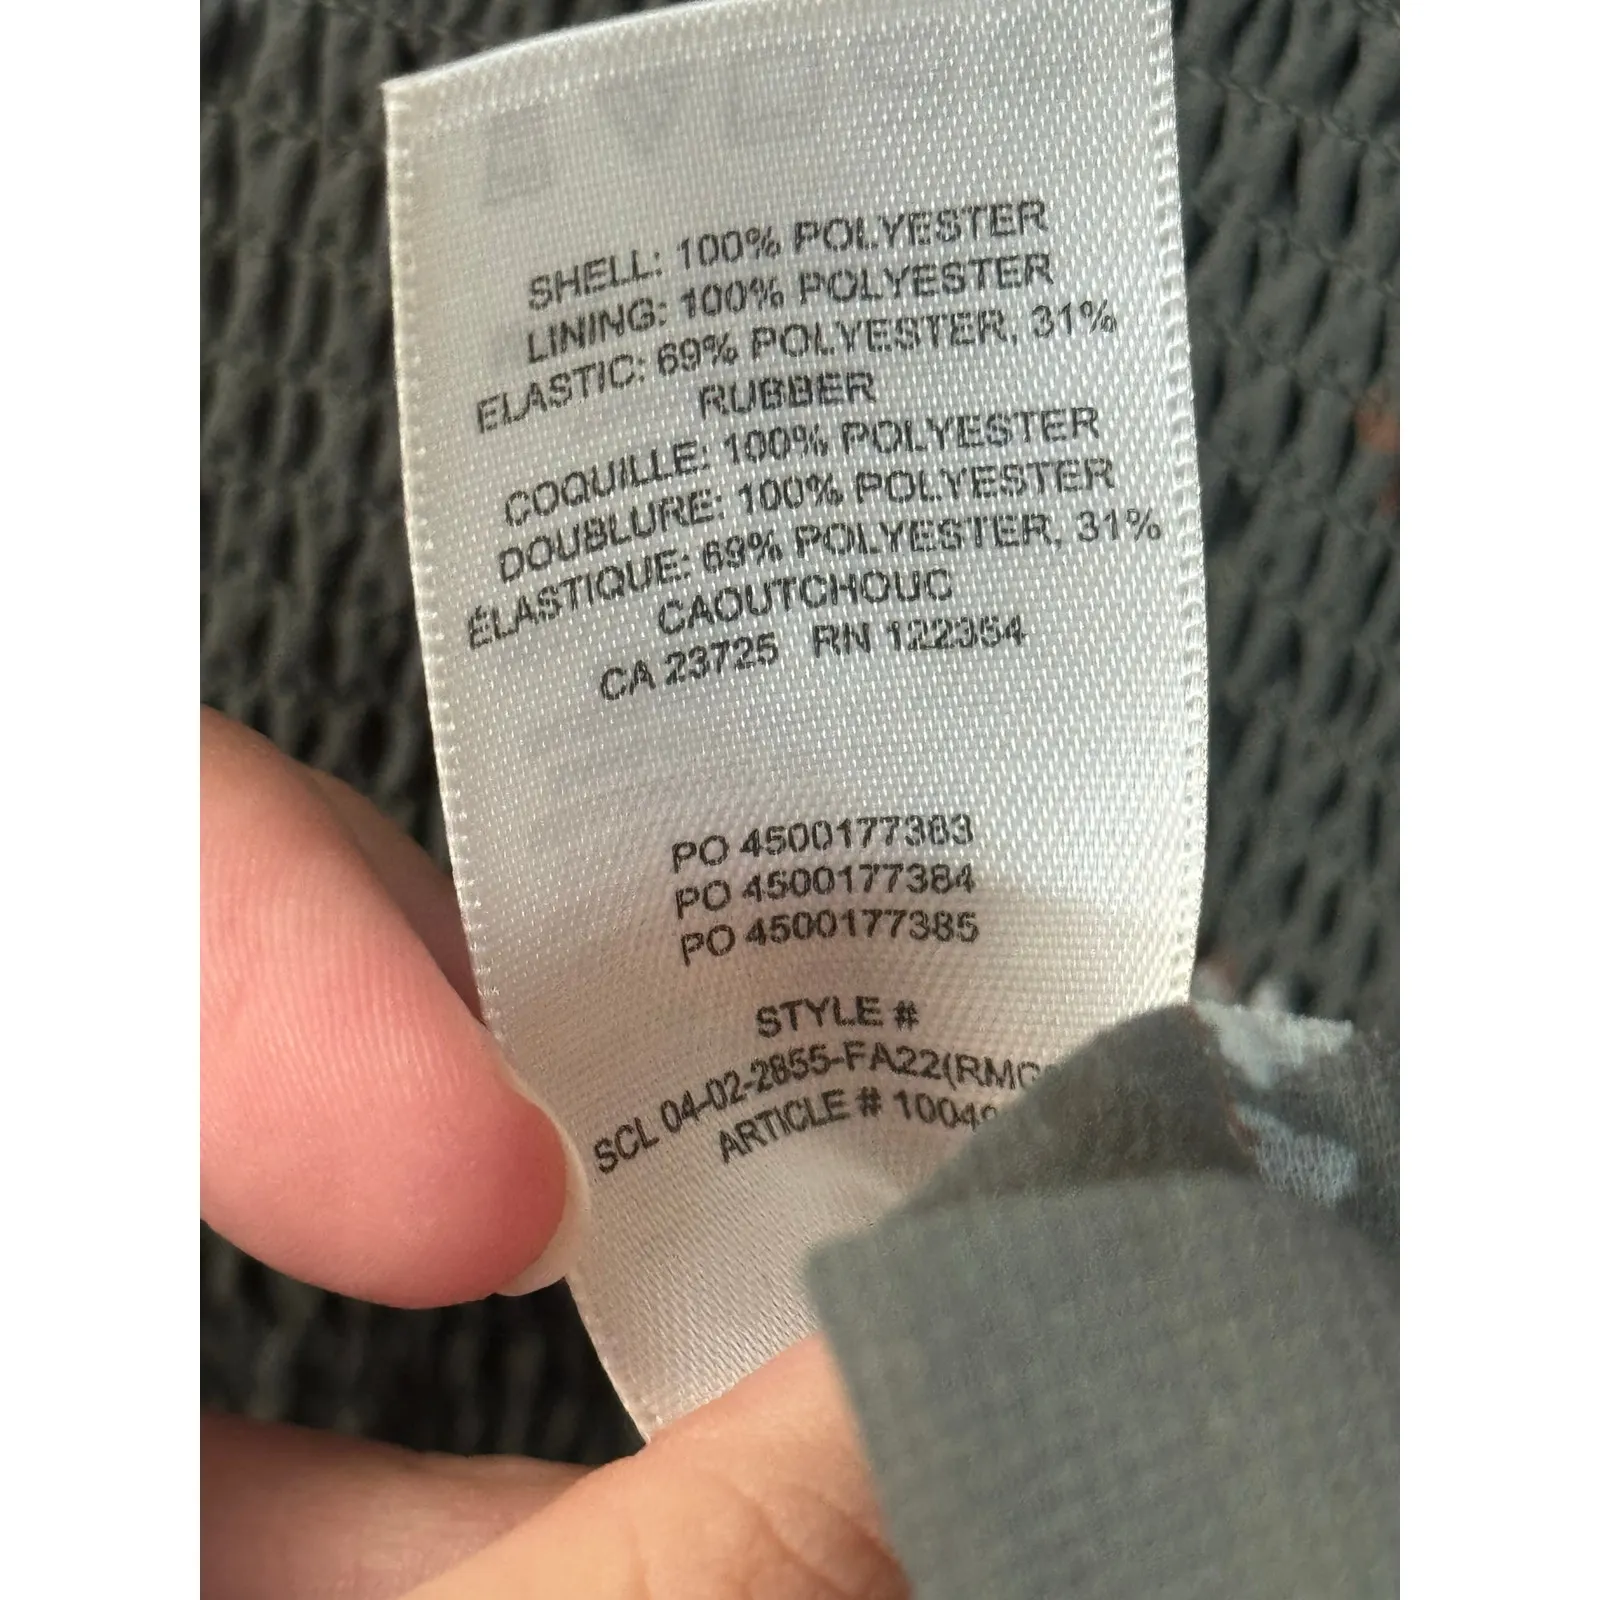 SHELL: 100% POLYESTER
LINING: 100% POLYESTER
ELASTIC: 69% POLYESTER, 31%
RUBBER
COQUILLE: 100% POLYESTER
DOUBLURE: 100% POLYESTER
ÉLASTIQUE: 69% POLYESTER, 31%
CAOUTCHOUC
CA 23725 RN 122354
PO 4500177383
PO 4500177384
PO 4500177385
STYLE #
SCL 04-02-2855-FA22(RMG
ARTICLE # 10049